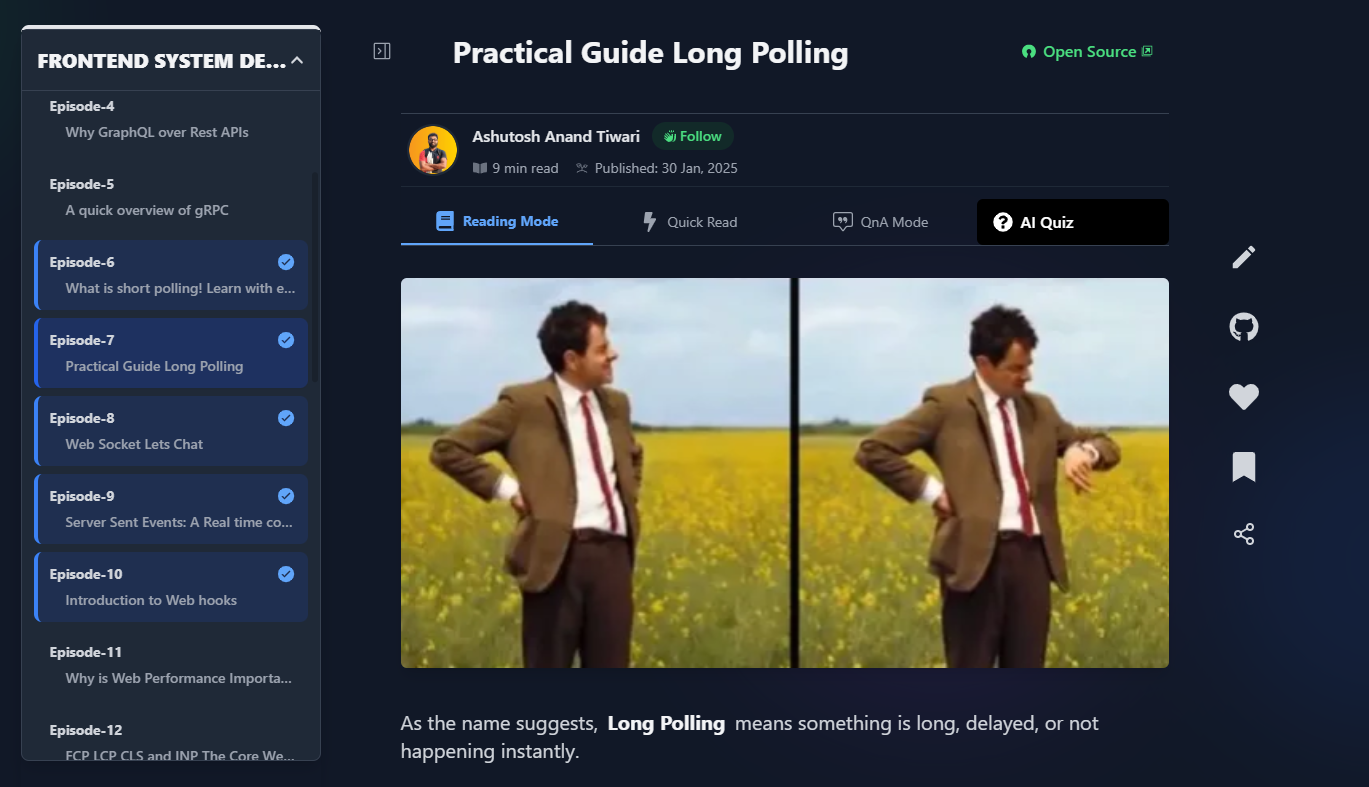 FRONTEND SYSTEM DE...
Episode-4
Why GraphQL over Rest APIs
Episode-5
A quick overview of gRPC
Episode-6
What is short polling! Learn with e...
Episode-7
Practical Guide Long Polling
Episode-8
Web Socket Lets Chat
Episode-9
Server Sent Events: A Real time co...
Episode-10
Introduction to Web hooks
Episode-11
Why is Web Performance Importa...
Episode-12
FCP LCP CLS and INP The Core We...
Practical Guide Long Polling
Open Source
Ashutosh Anand Tiwari
Follow
9 min read
Published: 30 Jan, 2025
Reading Mode
Quick Read
QnA Mode
AI Quiz
As the name suggests, Long Polling means something is long, delayed, or not
happening instantly.